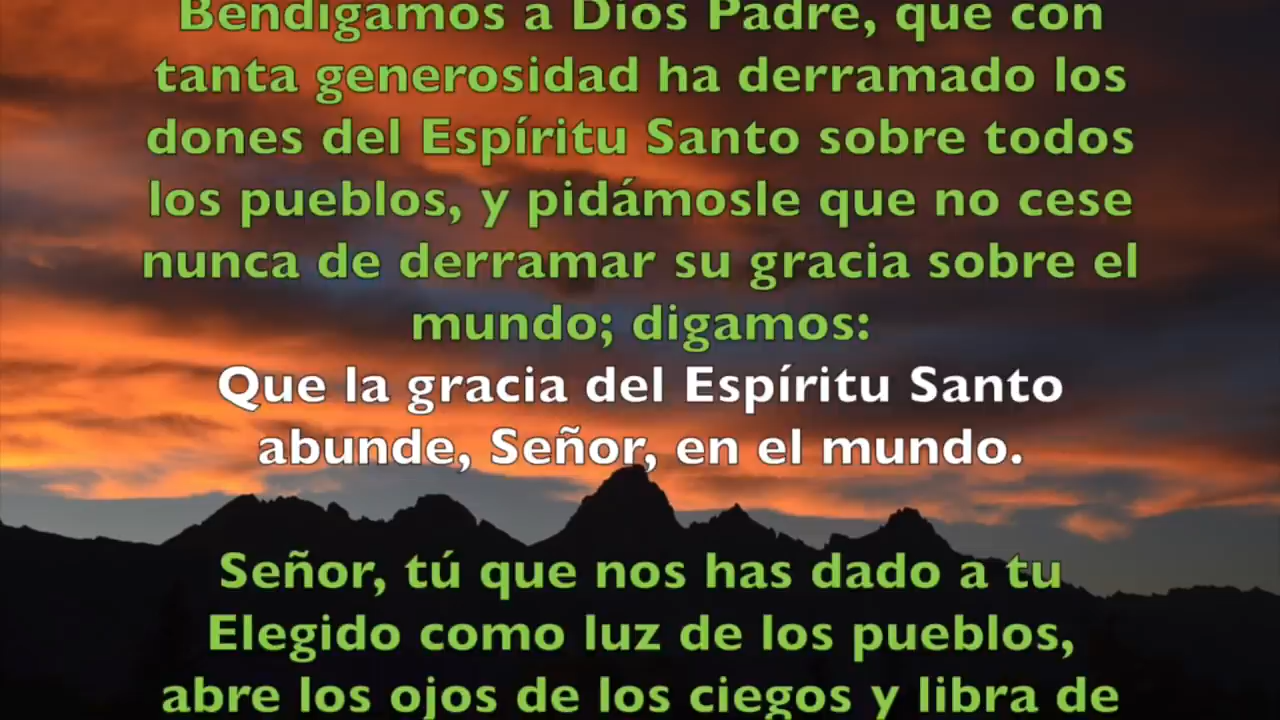 Bendigamos a Dios Padre, que con
tanta generosidad ha derramado los
dones del Espíritu Santo sobre todos
los pueblos, y pidámosle que no cese
nunca de derramar su gracia sobre el
mundo; digamos:
Que la gracia del Espíritu Santo
abunde, Señor, en el mundo.
Señor, tú que nos has dado a tu
Elegido como luz de los pueblos,
abre los ojos de los ciegos y libra de